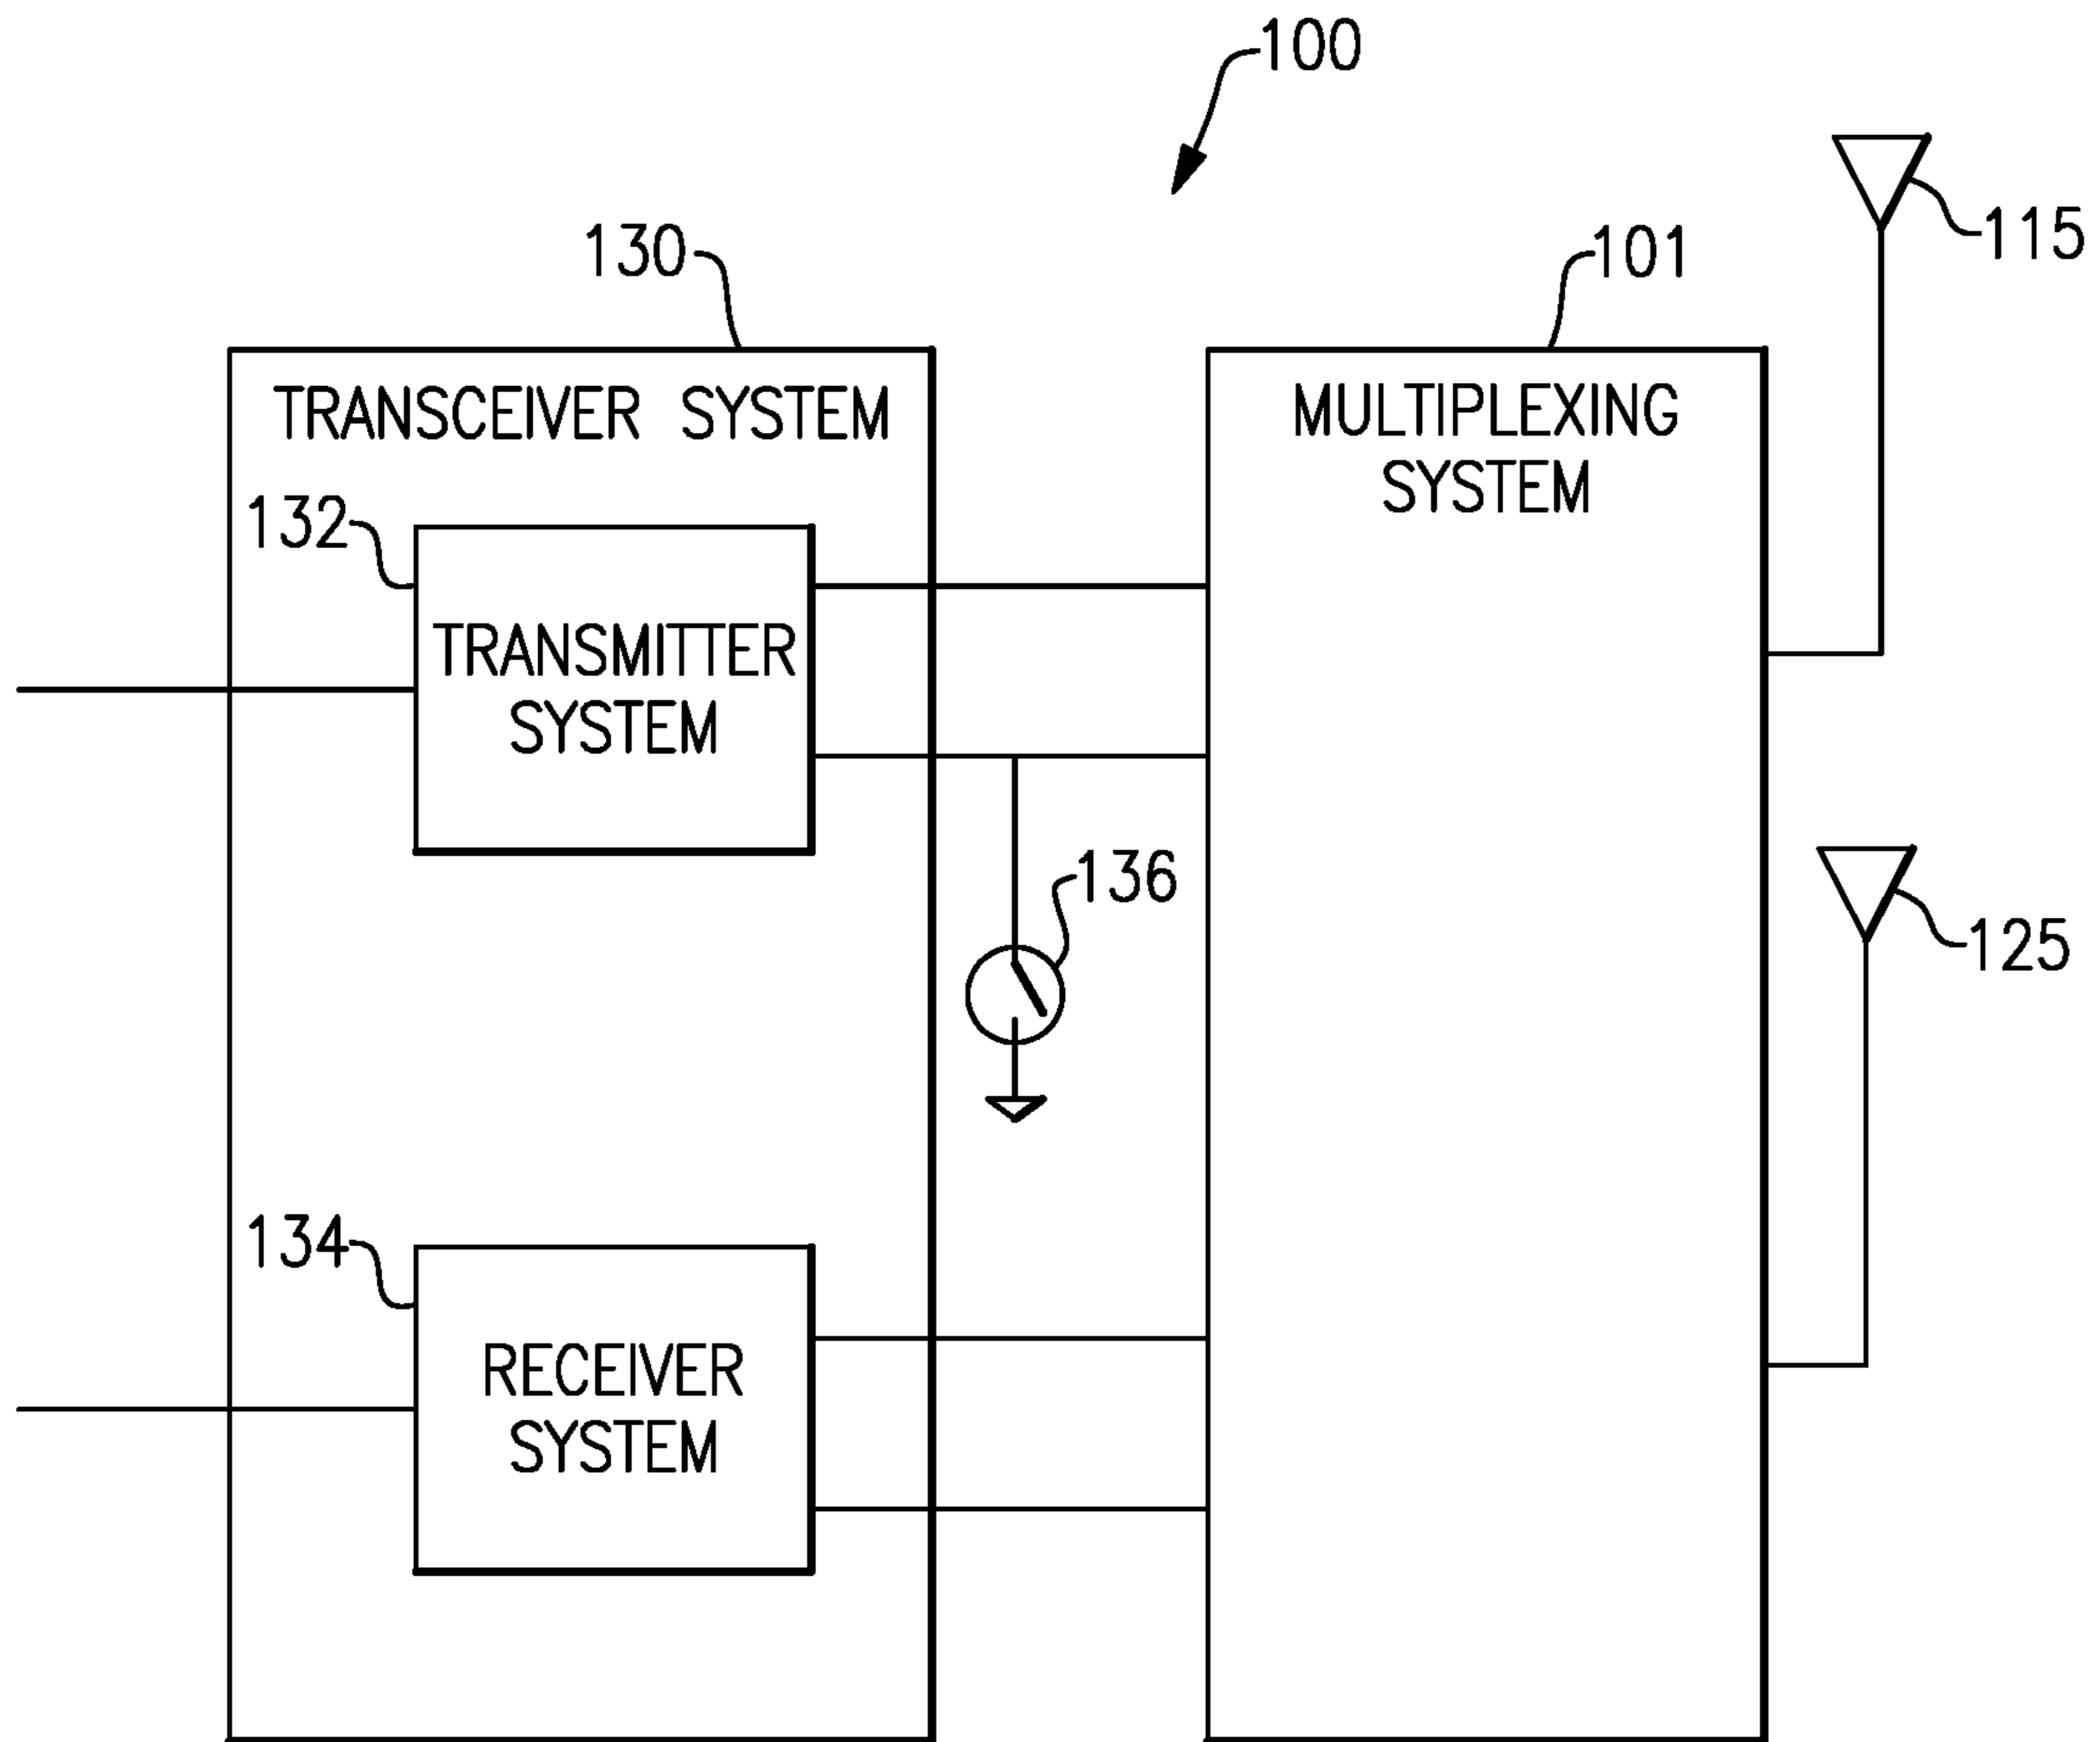 100
115
130
101
TRANSCEIVER SYSTEM
MULTIPLEXING
SYSTEM
132
TRANSMITTER
SYSTEM
136
125
134
RECEIVER
SYSTEM